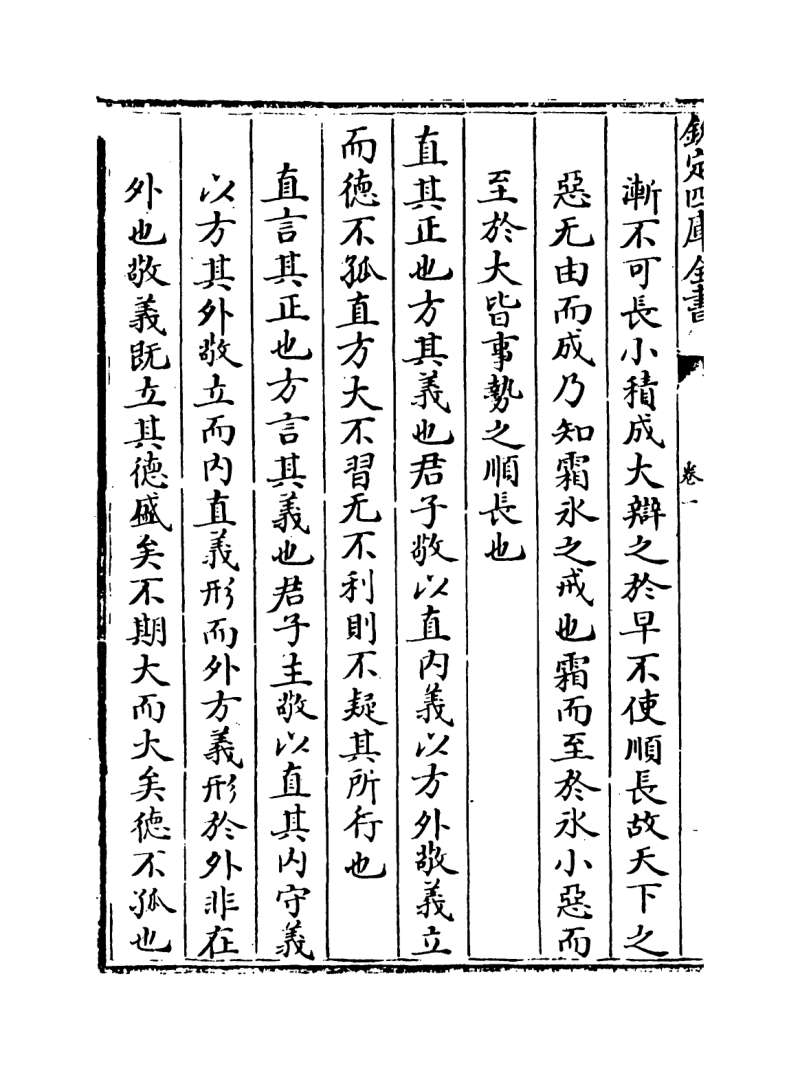 欽定四庫全書
卷一
漸不可長小積成大辯之於早不使順長故天下之
惡无由而成乃知霜氷之戒也霜而至於氷小惡而
至於大皆事勢之順長也
直其正也方其義也君子敬以直内義以方外敬義立
而徳不孤直方大不習无不利則不疑其所行也
直言其正也方言其義也君子主敬以直其内守義
以方其外敬立而内直義形而外方義形於外非在
外也敬義既立其徳盛矣不期大而大矣徳不孤也